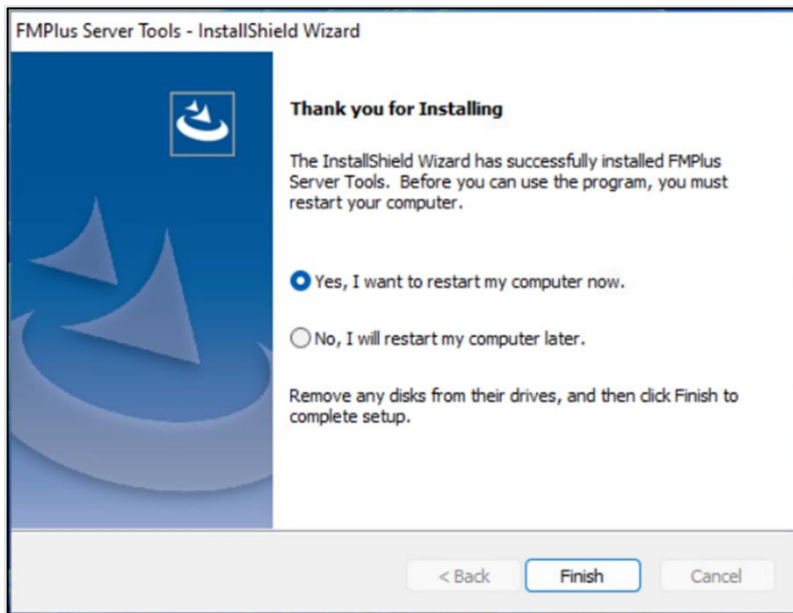 FMPlus Server Tools - InstallShield Wizard
Thank you for Installing
The InstallShield Wizard has successfully installed FMPlus
Server Tools. Before you can use the program, you must
restart your computer.
Yes, I want to restart my computer now.
No, I will restart my computer later.
Remove any disks from their drives, and then click Finish to
complete setup.
< Back
Finish
Cancel